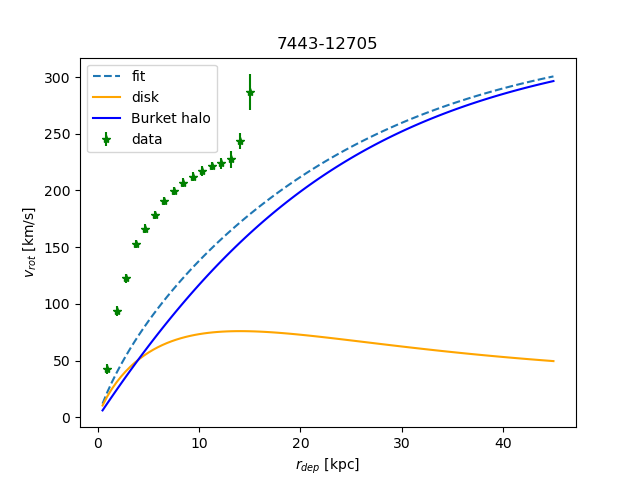 7443-12705
fit
disk
Burket halo
data
300
250
200
150
100
50
0
v_rot [km/s]
0 10 20 30 40
r_dep [kpc]